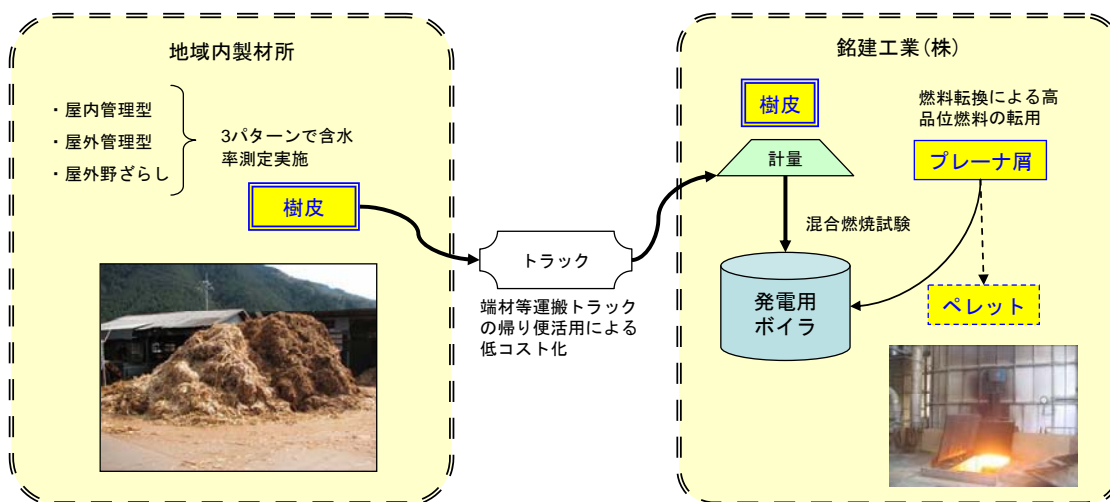 地域内製材所
・屋内管理型
・屋外管理型
・屋外野ざらし
3パターンで含水
率測定実施
樹皮
トラック
端材等運搬トラック
の帰り便活用による
低コスト化
銘建工業(株)
樹皮
計量
混合燃焼試験
発電用
ボイラ
燃料転換による高
品位燃料の転用
プレーナ屑
ペレット